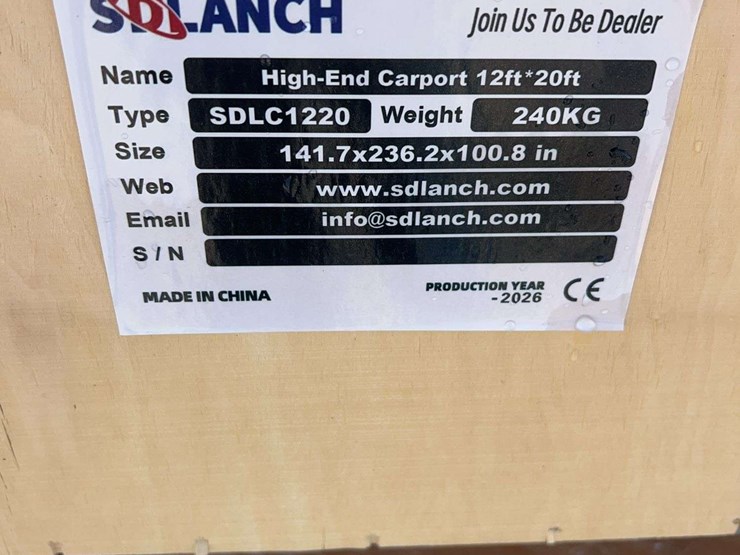 SDLANCH
Join Us To Be Dealer
Name High-End Carport 12ft*20ft
Type SDLC1220 Weight 240KG
Size 141.7x236.2x100.8 in
Web www.sdlanch.com
Email info@sdlanch.com
S/N
MADE IN CHINA
PRODUCTION YEAR
-2026
CE